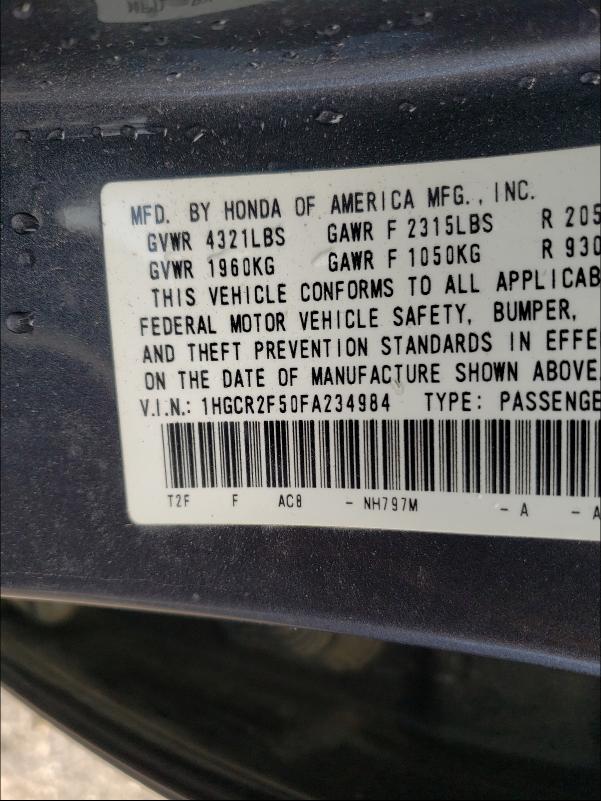 MFD. BY HONDA OF AMERICA MFG., INC.
GVWR 4321LBS GAWR F 2315LBS R 205
GVWR 1960KG GAWR F 1050KG R 930
THIS VEHICLE CONFORMS TO ALL APPLICAB
FEDERAL MOTOR VEHICLE SAFETY, BUMPER,
AND THEFT PREVENTION STANDARDS IN EFFE
ON THE DATE OF MANUFACTURE SHOWN ABOVE.
V.I.N.: 1HGCR2F50FA234984 TYPE: PASSENGE
T2F F AC8 - NH797M - A - A